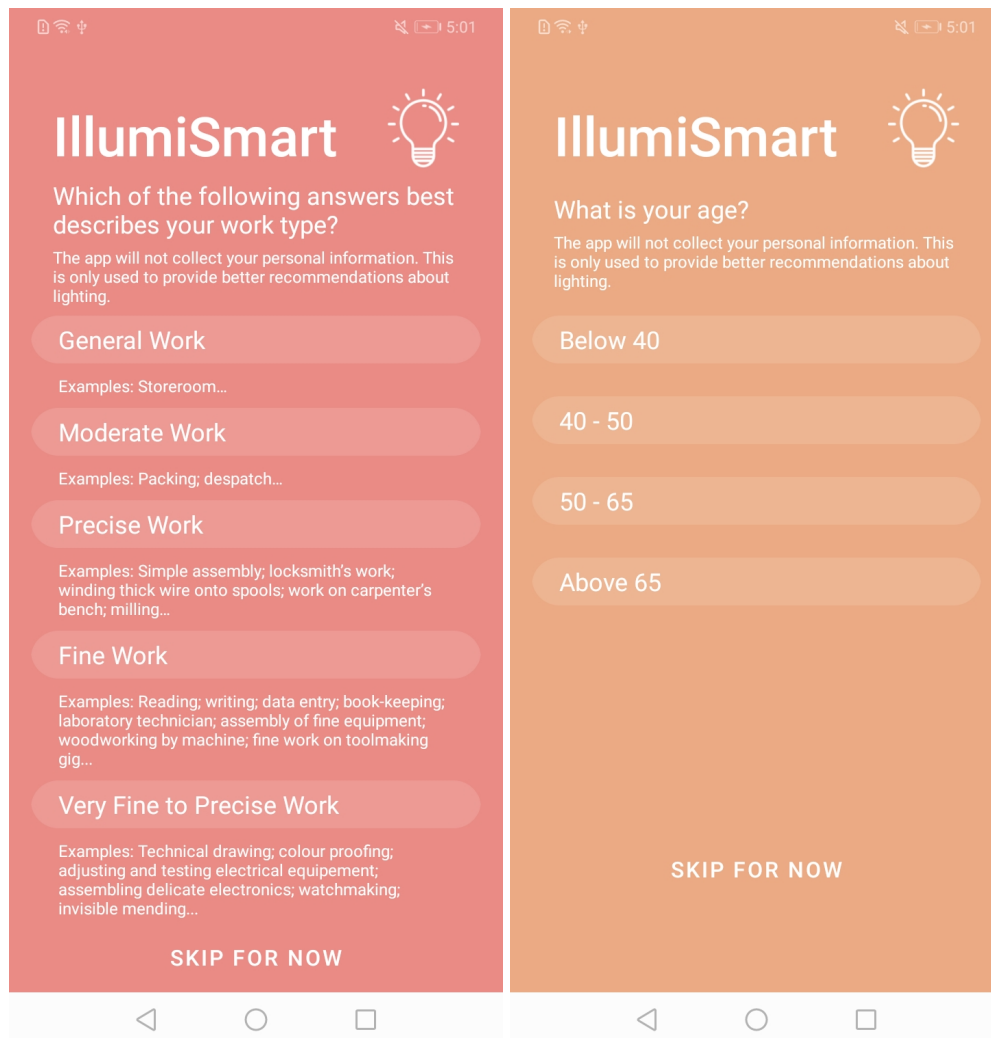 5:01
IllumiSmart
Which of the following answers best
describes your work type?
The app will not collect your personal information. This
is only used to provide better recommendations about
lighting.
General Work
Examples: Storeroom...
Moderate Work
Examples: Packing; despatch...
Precise Work
Examples: Simple assembly; locksmith's work;
winding thick wire onto spools; work on carpenter's
bench; milling...
Fine Work
Examples: Reading; writing; data entry; book-keeping;
laboratory technician; assembly of fine equipment;
woodworking by machine; fine work on toolmaking
gig...
Very Fine to Precise Work
Examples: Technical drawing; colour proofing;
adjusting and testing electrical equipement;
assembling delicate electronics; watchmaking;
invisible mending...
SKIP FOR NOW
5:01
IllumiSmart
What is your age?
The app will not collect your personal information. This
is only used to provide better recommendations about
lighting.
Below 40
40 - 50
50 - 65
Above 65
SKIP FOR NOW